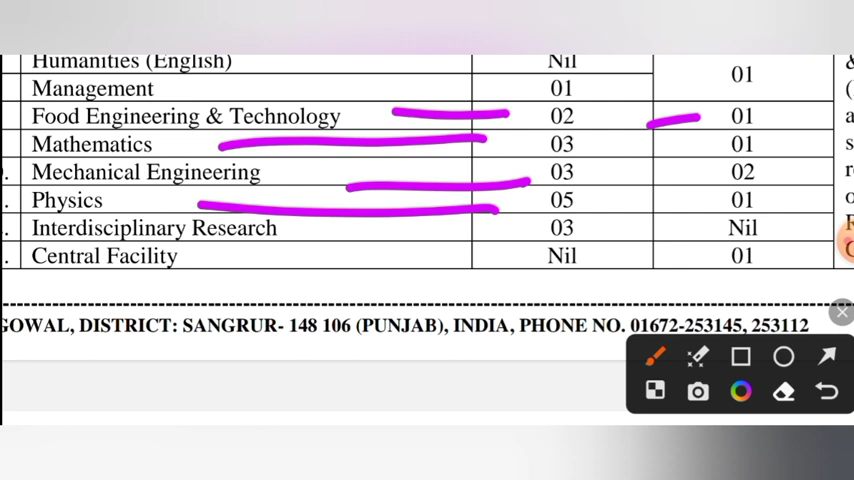 Humanities (English) Nil
Management 01 01
Food Engineering & Technology 02 01
Mathematics 03 01
. Mechanical Engineering 03 02
. Physics 05 01
. Interdisciplinary Research 03 Nil
. Central Facility Nil 01
GOWAL, DISTRICT: SANGRUR- 148 106 (PUNJAB), INDIA, PHONE NO. 01672-253145, 253112